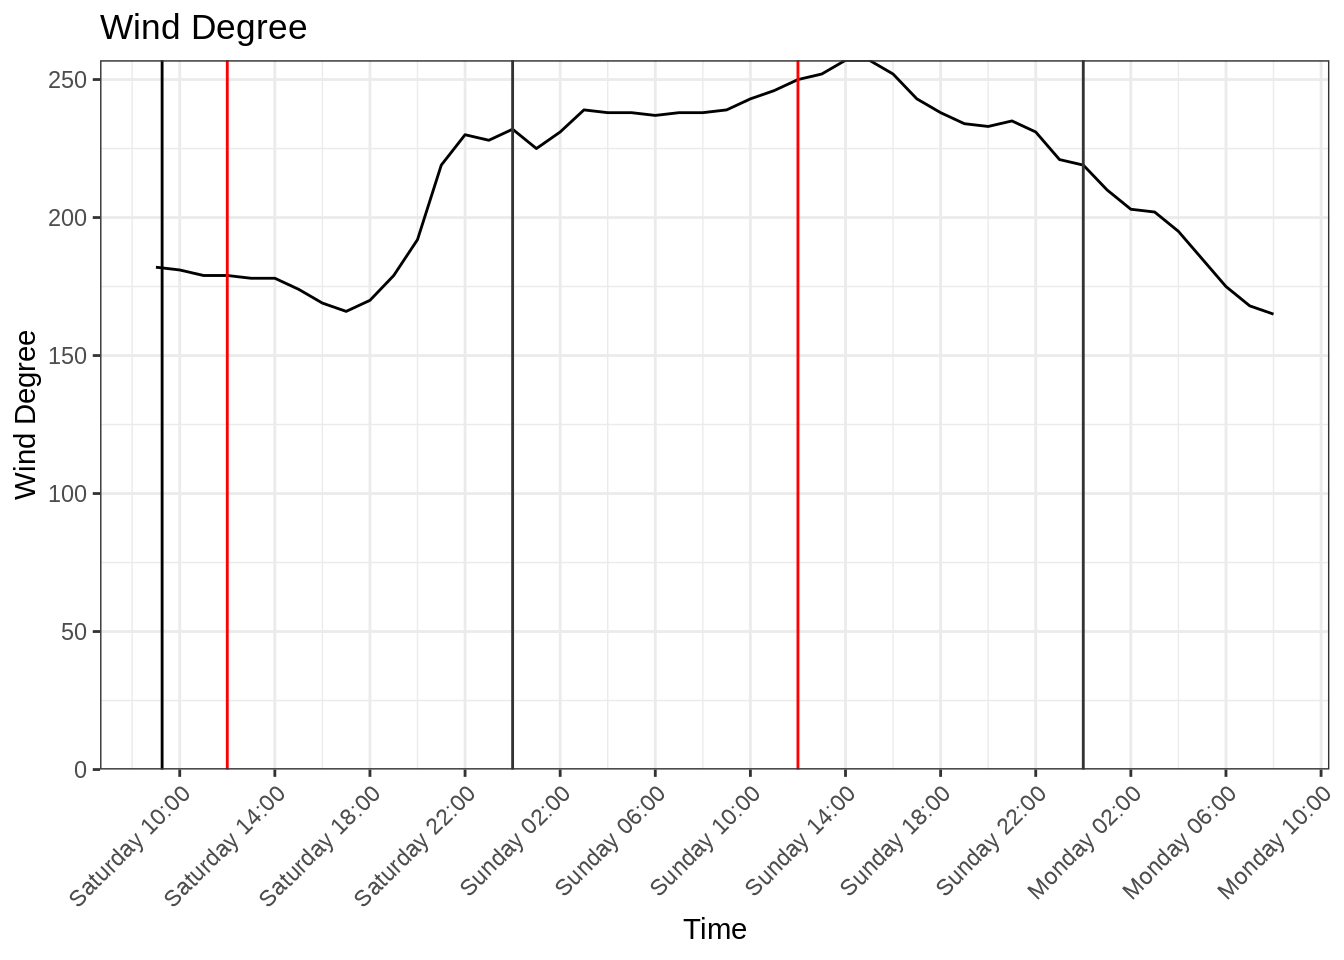 Wind Degree
Wind Degree
250
200
150
100
50
0
Saturday 10:00
Saturday 14:00
Saturday 18:00
Saturday 22:00
Sunday 02:00
Sunday 06:00
Sunday 10:00
Sunday 14:00
Sunday 18:00
Sunday 22:00
Monday 02:00
Monday 06:00
Monday 10:00
Time